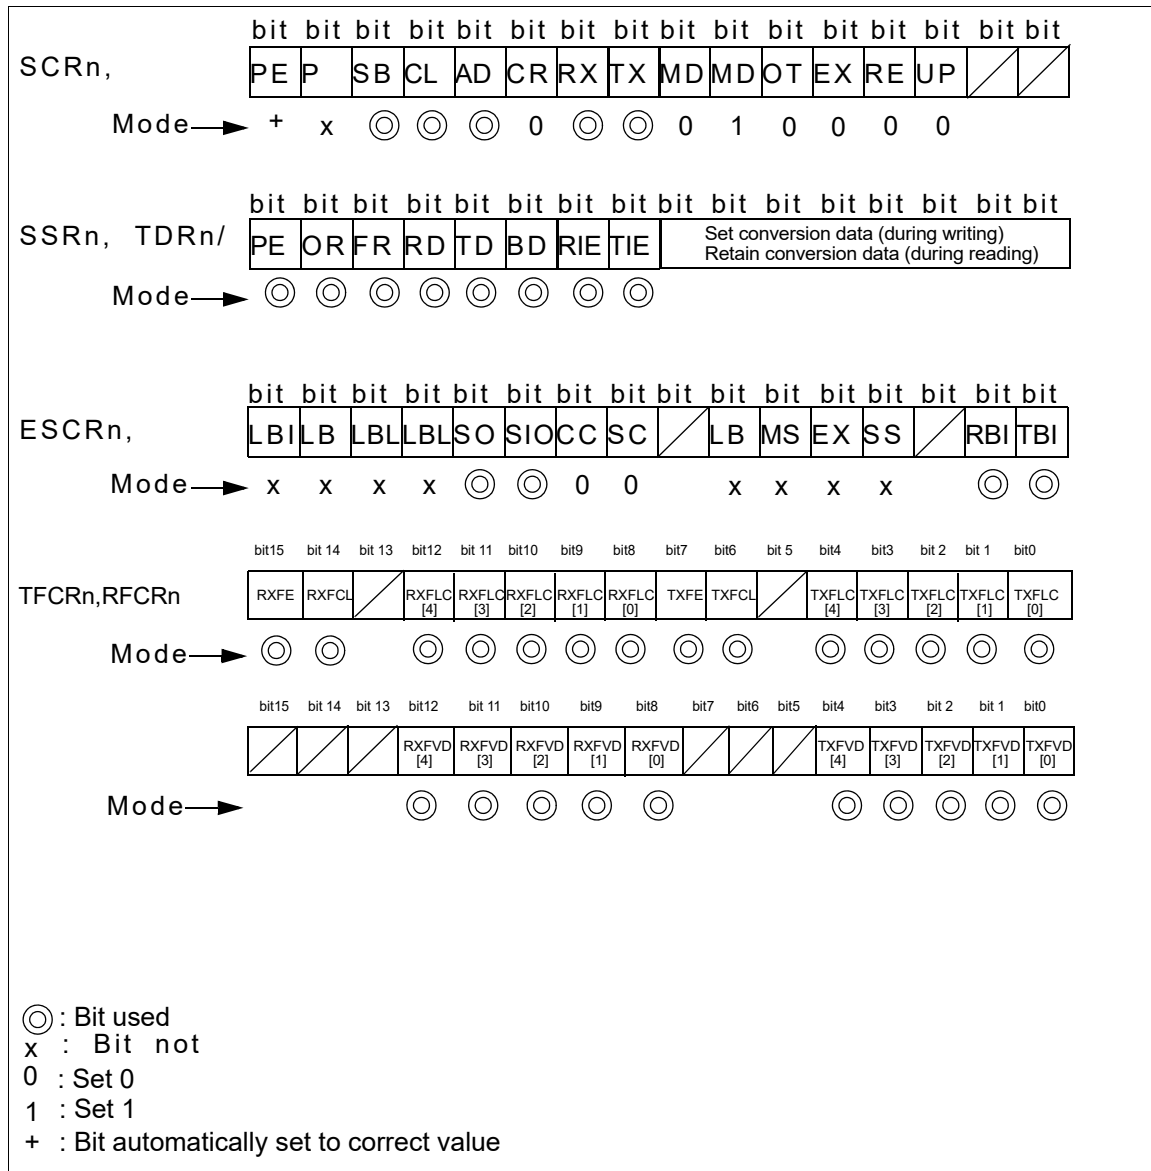 bit bit bit bit bit bit bit bit bit bit bit bit bit bit bit bit
SCRn, PE P SB CL AD CR RX TX MD MD OT EX RE UP
Mode + x ◎ ◎ ◎ 0 ◎ ◎ 0 1 0 0 0 0
bit bit bit bit bit bit bit bit bit bit bit bit bit bit bit bit
SSRn, TDRn/ PE OR FR RD TD BD RIE TIE Set conversion data (during writing)
Retain conversion data (during reading)
Mode ◎ ◎ ◎ ◎ ◎ ◎ ◎ ◎
bit bit bit bit bit bit bit bit bit bit bit bit bit bit bit bit
ESCRn, LBI LB LBL LBL SO SIO CC SC LB MS EX SS RBI TBI
Mode x x x x ◎ ◎ 0 0 x x x x ◎ ◎
bit15 bit 14 bit 13 bit12 bit 11 bit10 bit9 bit8 bit7 bit6 bit 5 bit4 bit3 bit 2 bit 1 bit0
TFCRn,RFCRn RXFE RXFCL RXFLC RXFLC RXFLC RXFLC RXFLC TXFE TXFCL TXFLC TXFLC TXFLC TXFLC TXFLC
[4] [3] [2] [1] [0] [4] [3] [2] [1] [0]
Mode ◎ ◎ ◎ ◎ ◎ ◎ ◎ ◎ ◎ ◎ ◎ ◎ ◎ ◎
bit15 bit 14 bit 13 bit12 bit 11 bit10 bit9 bit8 bit7 bit6 bit5 bit4 bit3 bit 2 bit 1 bit0
RXFVD RXFVD RXFVD RXFVD RXFVD TXFVD TXFVD TXFVD TXFVD TXFVD
[4] [3] [2] [1] [0] [4] [3] [2] [1] [0]
Mode ◎ ◎ ◎ ◎ ◎ ◎ ◎ ◎ ◎ ◎
◎ : Bit used
x : Bit not
0 : Set 0
1 : Set 1
+ : Bit automatically set to correct value